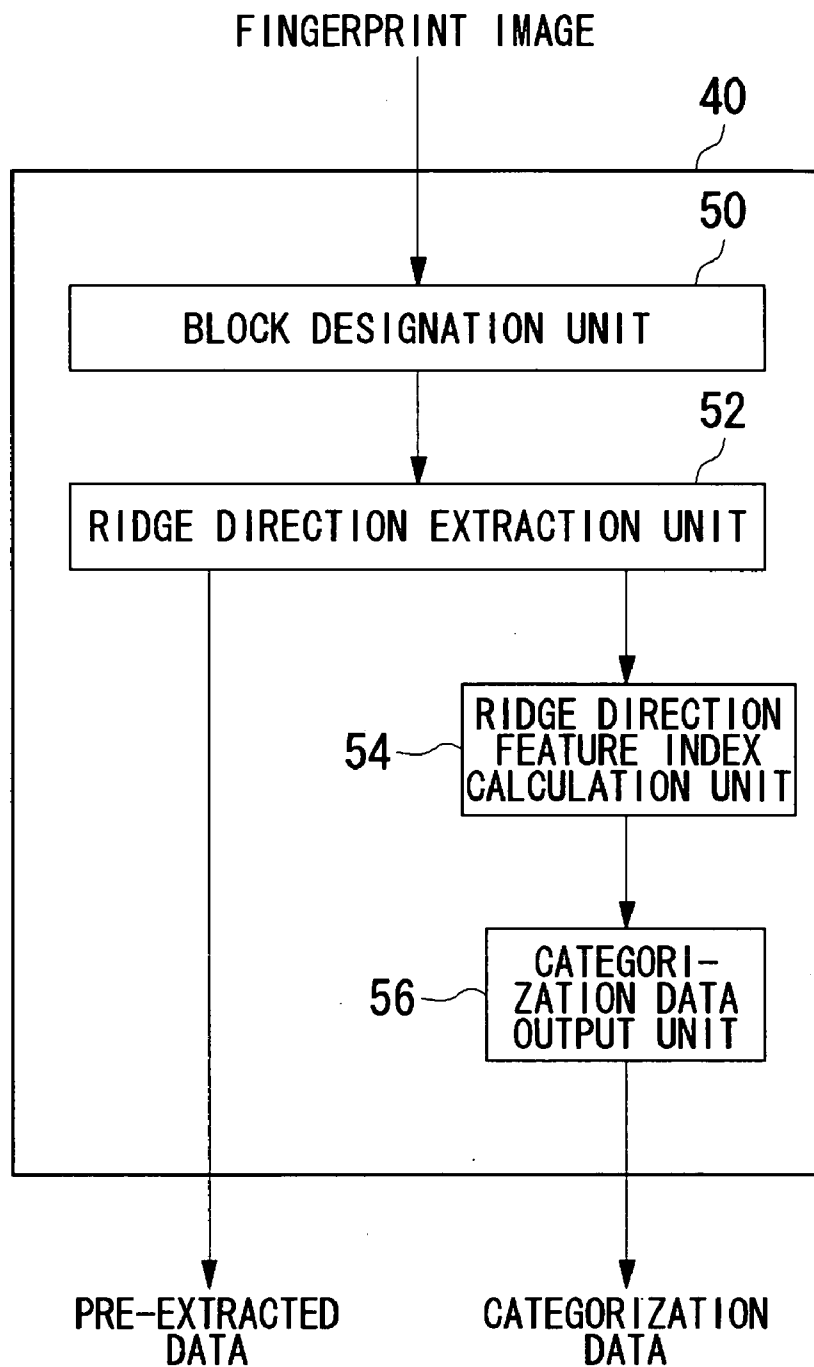 FINGERPRINT IMAGE
40
50
BLOCK DESIGNATION UNIT
52
RIDGE DIRECTION EXTRACTION UNIT
RIDGE DIRECTION
FEATURE INDEX
CALCULATION UNIT
54
CATEGORI-
ZATION DATA
OUTPUT UNIT
56
PRE-EXTRACTED
DATA
CATEGORIZATION
DATA